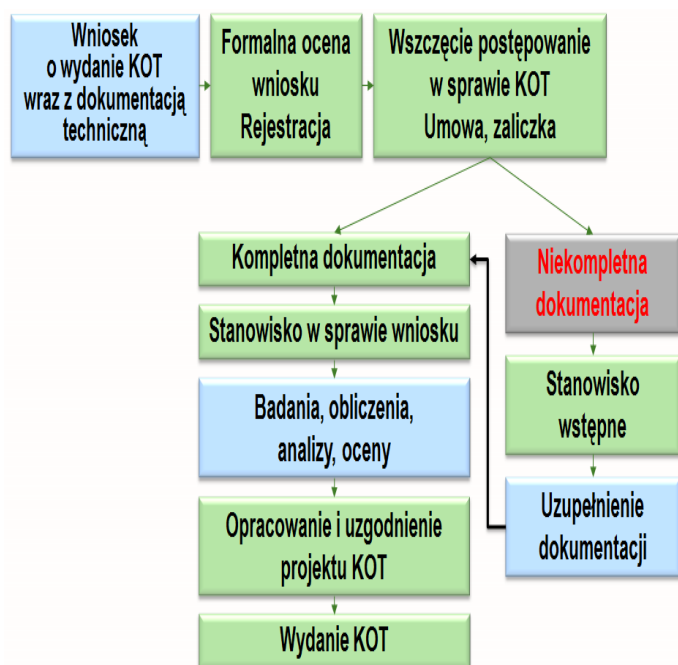 Wniosek
o wydanie KOT
wraz z dokumentacją
techniczną
Formalna ocena
wniosku
Rejestracja
Wszczęcie postępowanie
w sprawie KOT
Umowa, zaliczka
Kompletna dokumentacja
Niekompletna
dokumentacja
Stanowisko w sprawie wniosku
Stanowisko
wstępne
Badania, obliczenia,
analizy, oceny
Uzupełnienie
dokumentacji
Opracowanie i uzgodnienie
projektu KOT
Wydanie KOT